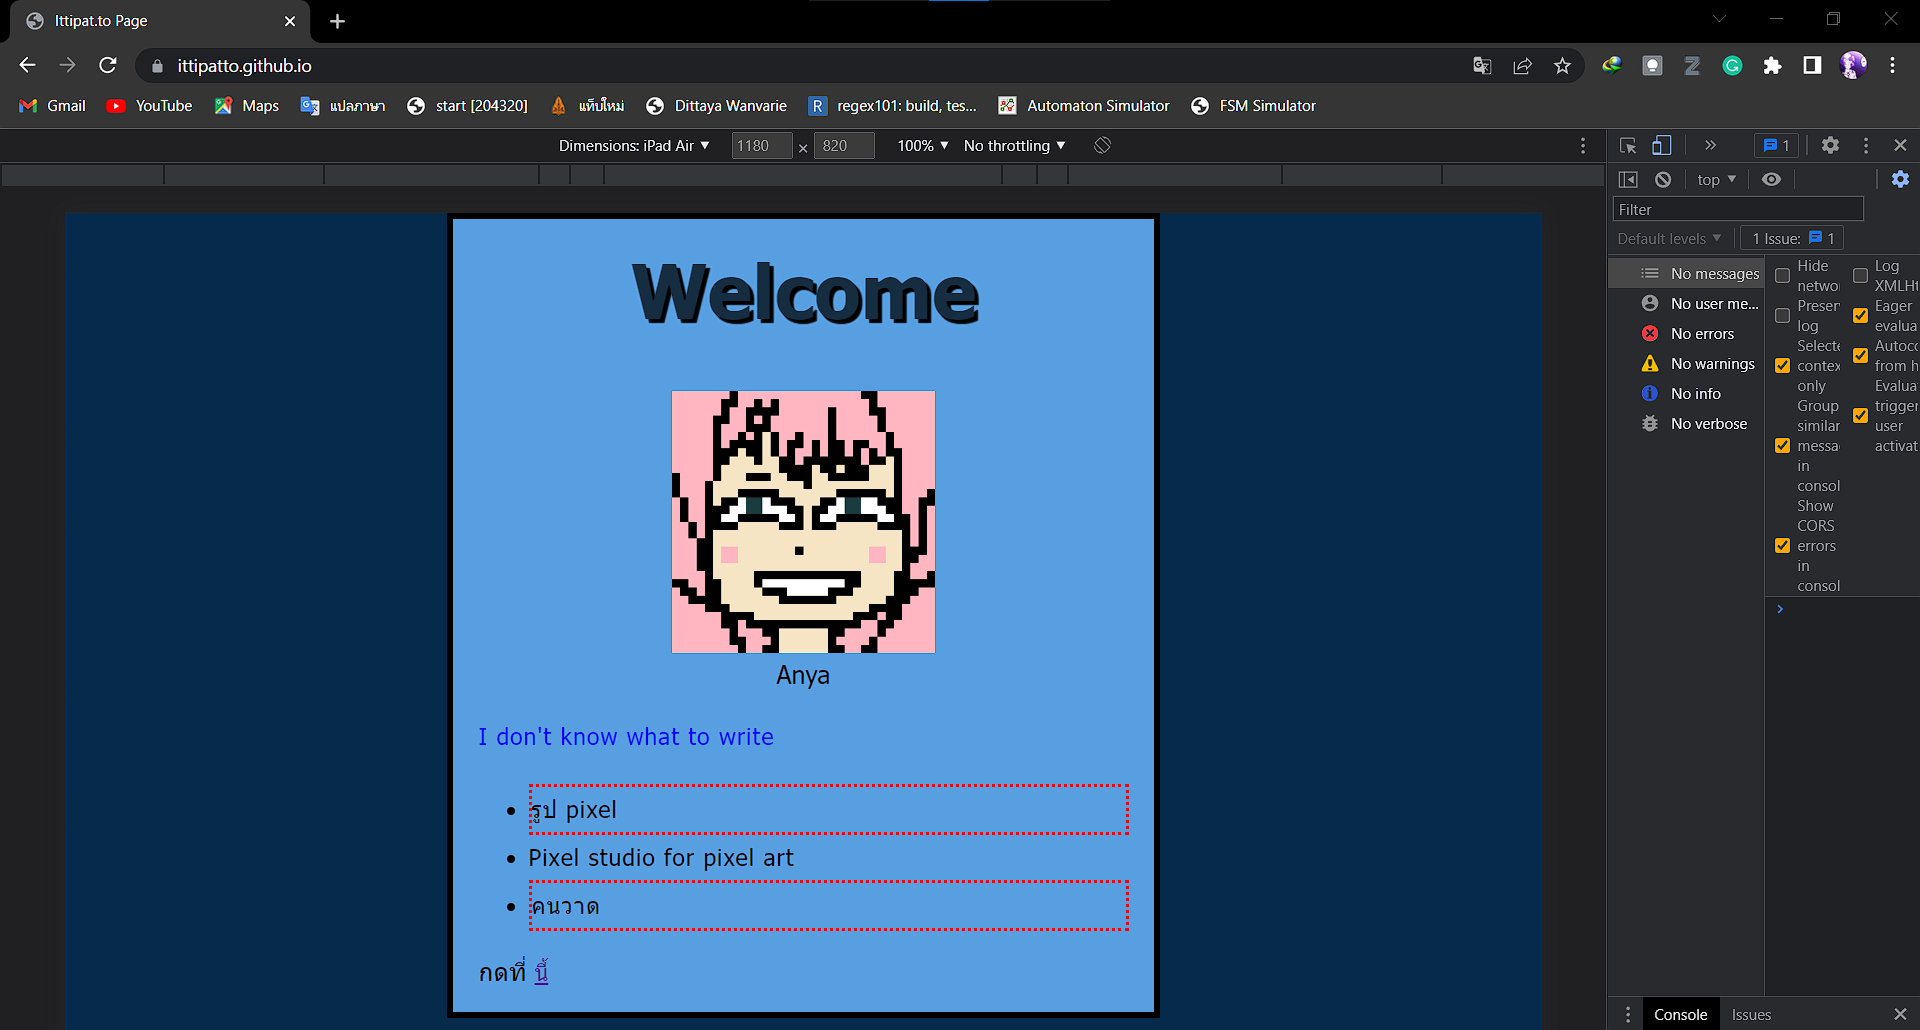 Ittipat.to Page
ittipatto.github.io
Gmail YouTube Maps แปลภาษา start [204320] แท็บใหม่ Dittaya Wanvarie regex101: build, tes... Automaton Simulator FSM Simulator
Dimensions: iPad Air 1180 × 820 100% No throttling
1
top
Filter
Default levels 1 Issue: 1
No messages
No user me...
No errors
No warnings
No info
No verbose
Hide
networ
Preser
log
Selecte
contex
only
Group
similar
messa
in
consol
Show
CORS
errors
in
consol
Log
XMLHt
Eager
evalua
Autoco
from h
Evalua
trigger
user
activat
Welcome
Anya
I don't know what to write
รูป pixel
Pixel studio for pixel art
คนวาด
กดที่ นี้
Console Issues